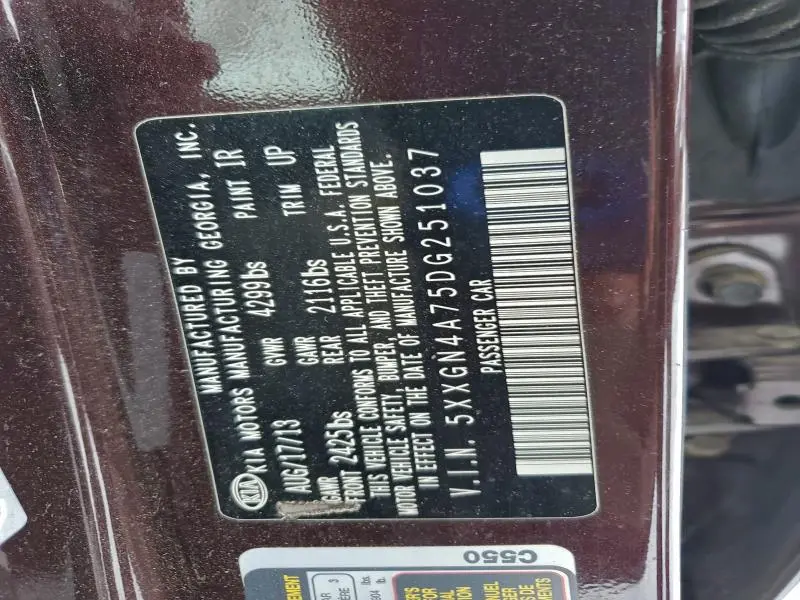 MANUFACTURED BY
KIA KIA MOTORS MANUFACTURING GEORGIA, INC.
AUG/17/13 GVWR 4299lbs PAINT IR
GAWR FRONT 2425lbs GAWR REAR 2116lbs TRIM UP
THIS VEHICLE CONFORMS TO ALL APPLICABLE U.S.A. FEDERAL
MOTOR VEHICLE SAFETY, BUMPER, AND THEFT PREVENTION STANDARDS
IN EFFECT ON THE DATE OF MANUFACTURE SHOWN ABOVE.
V.I.N. 5XXGN4A75DG251037
PASSENGER CAR
C550